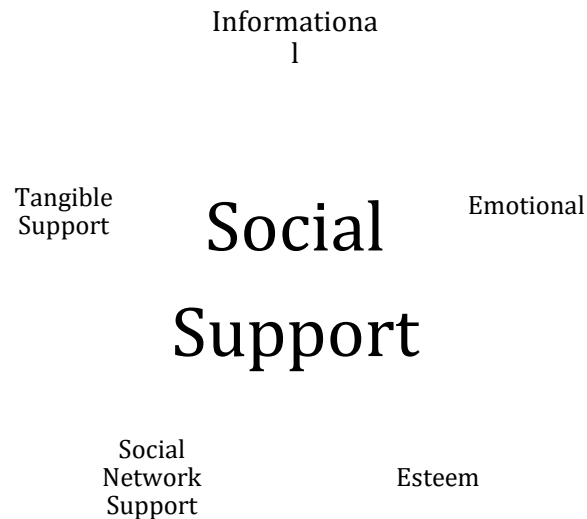 Informationa
l
Tangible
Support
Social
Support
Emotional
Social
Network
Support
Esteem